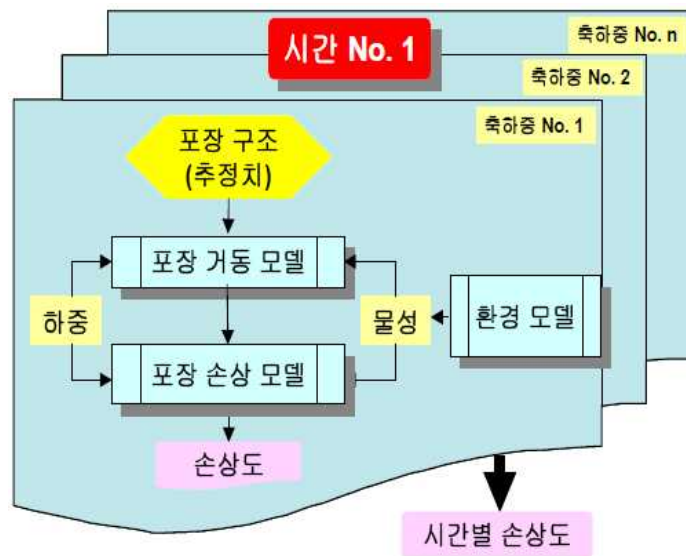 축하중 No. n
시간 No. 1
축하중 No. 2
축하중 No. 1
포장 구조
(추정치)
포장 거동 모델
하중
물성
환경 모델
포장 손상 모델
손상도
시간별 손상도